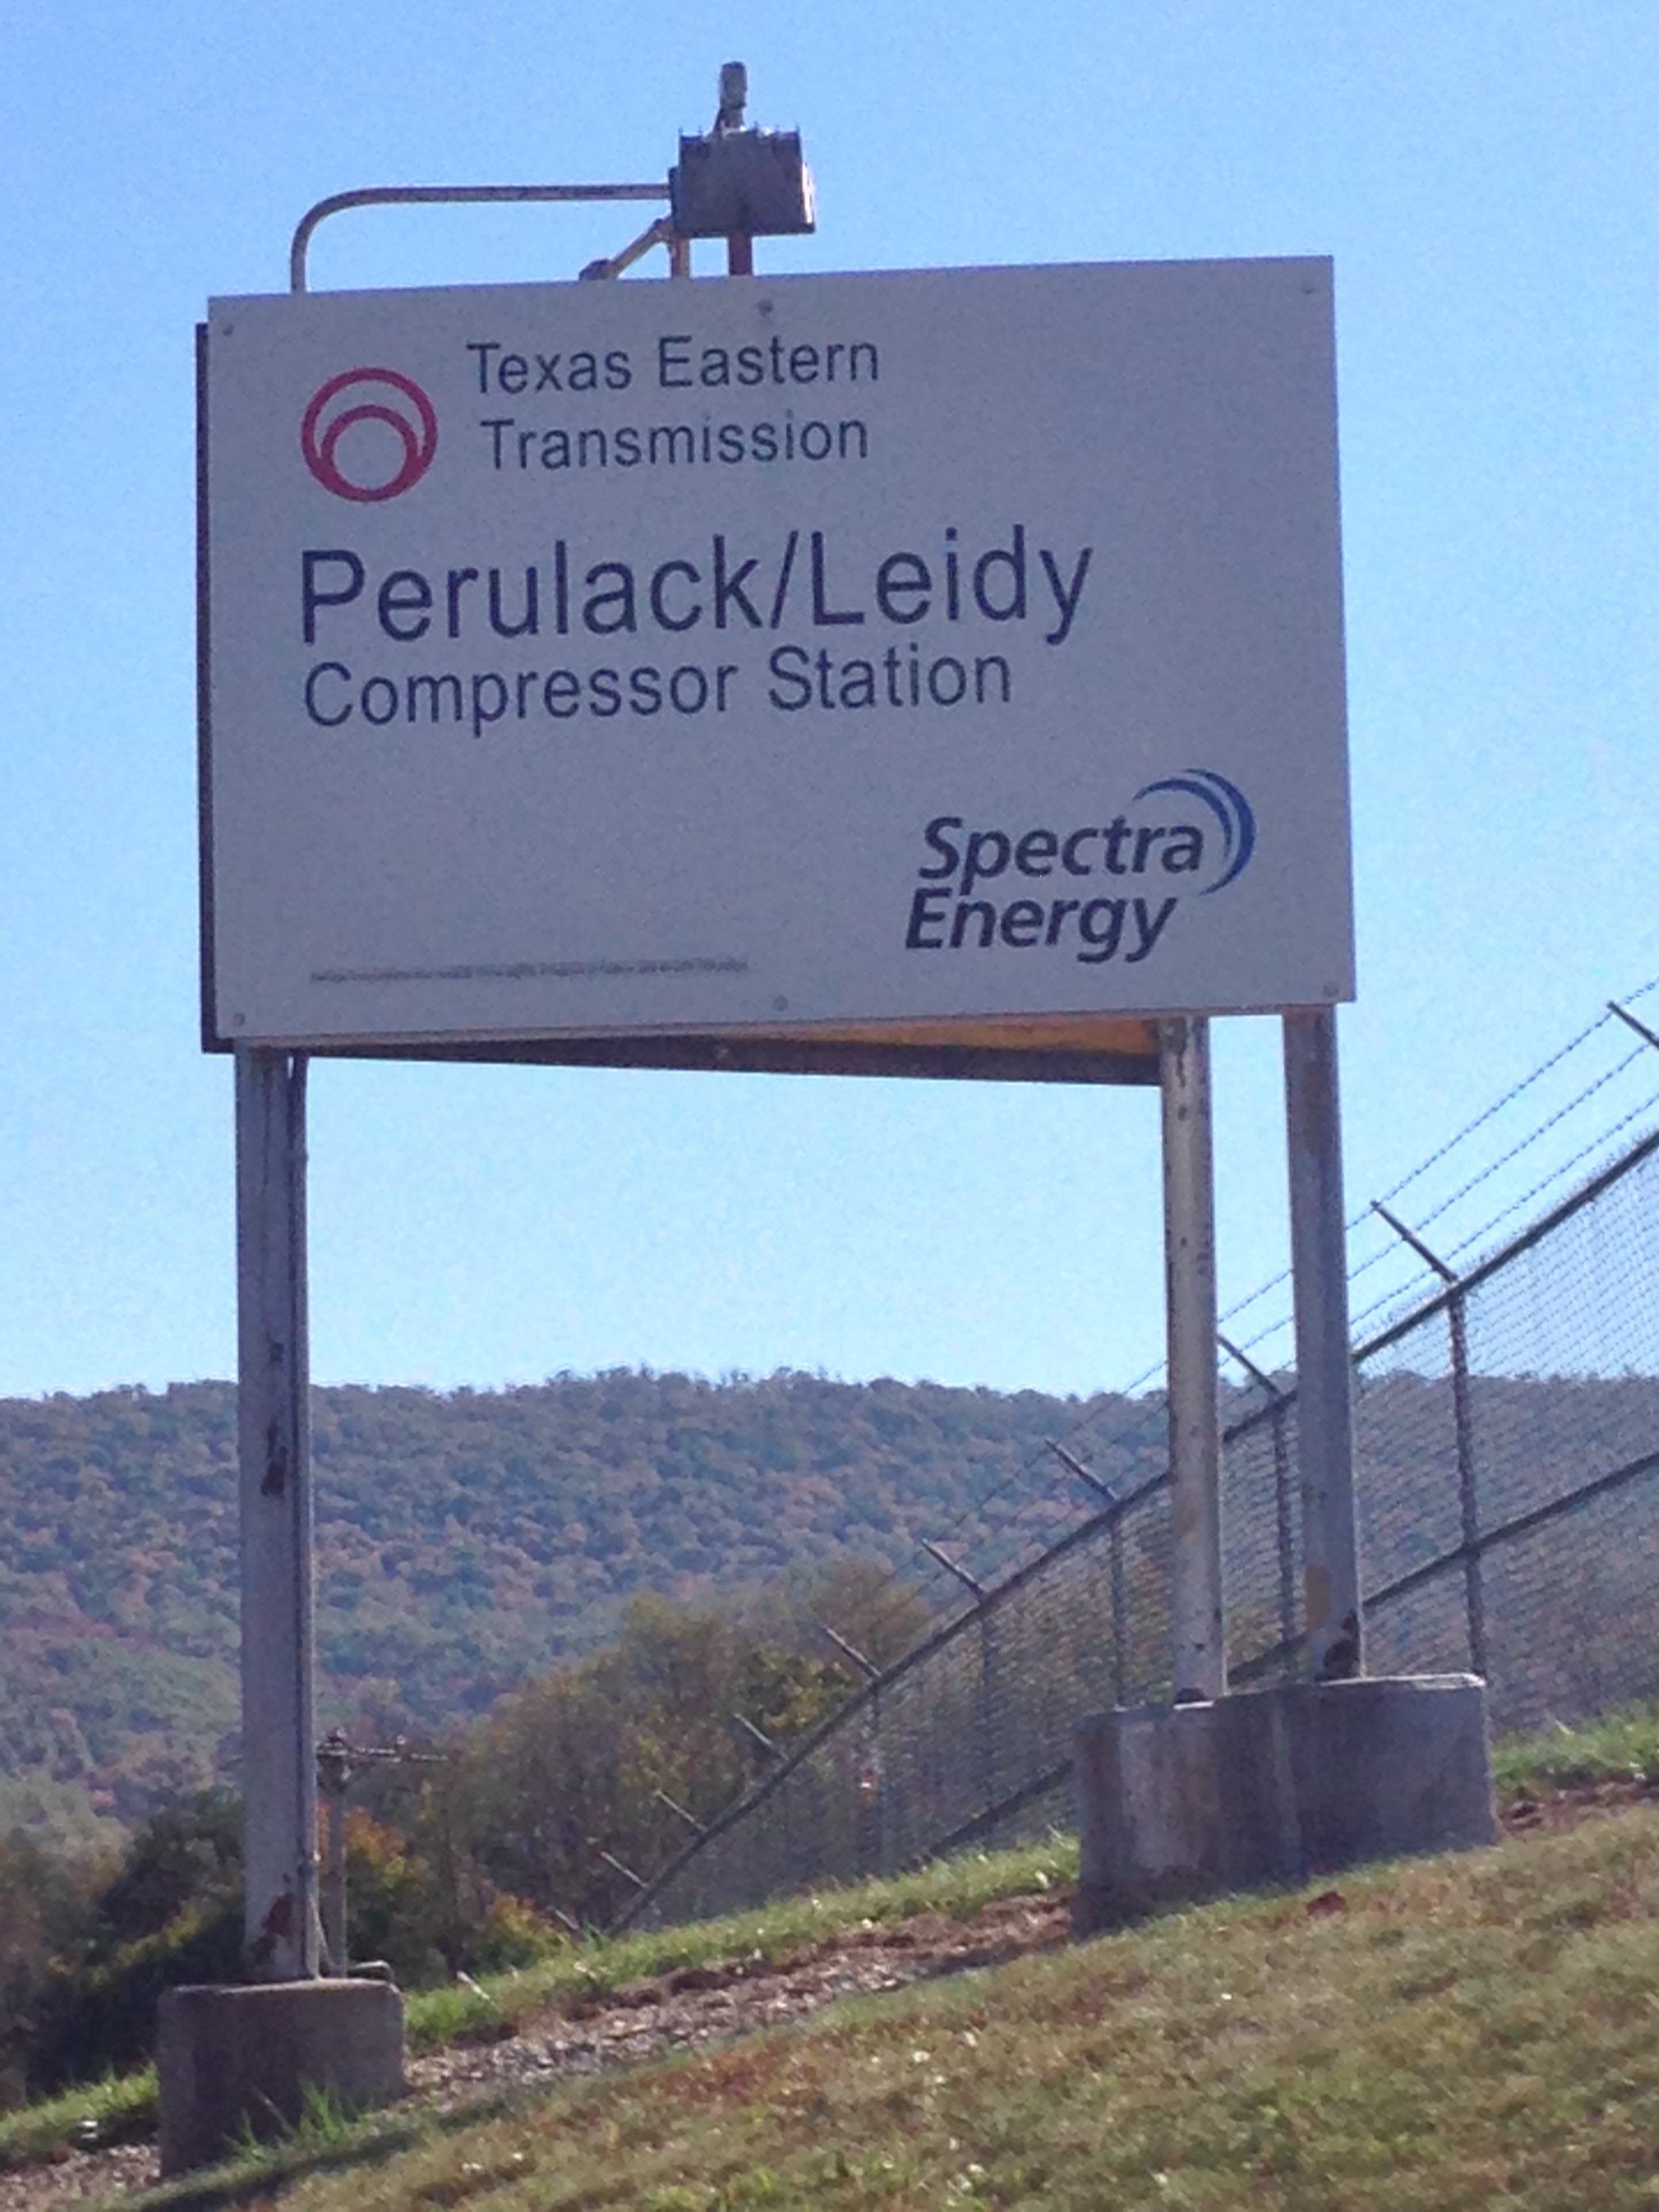 Texas Eastern
Transmission
Perulack/Leidy
Compressor Station
Spectra
Energy